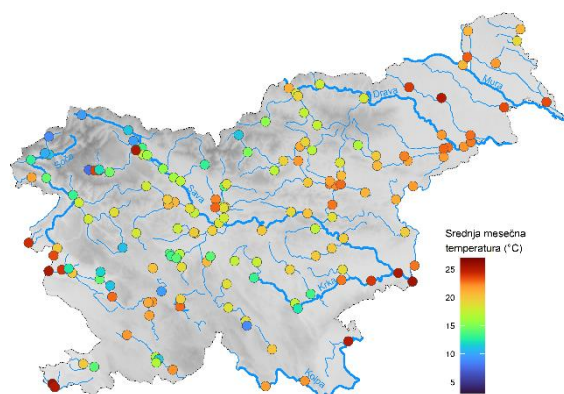 Mura
Drava
Soča
Sava
Srednja mesečna
temperatura (°C)
25
20
15
10
5
Krka
Kolpa